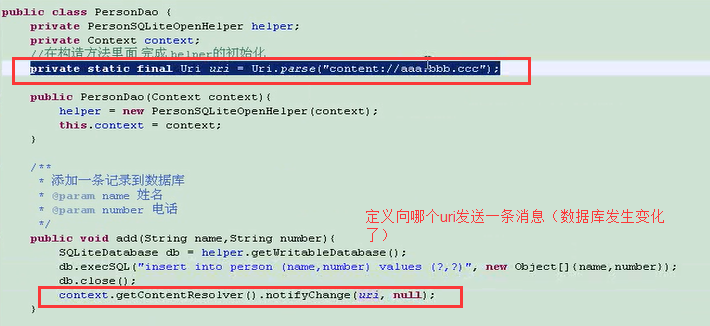 public class PersonDao {
private PersonSQLiteOpenHelper helper;
private Context context;
//在构造方法里面 完成 helper的初始化
private static final Uri uri = Uri.parse("content://aaa.bbb.ccc");
public PersonDao(Context context){
helper = new PersonSQLiteOpenHelper(context);
this.context = context;
}
/**
* 添加一条记录到数据库
* @param name 姓名
* @param number 电话
*/
定义向哪个uri发送一条消息（数据库发生变化
了）
public void add(String name,String number){
SQLiteDatabase db = helper.getWritableDatabase();
db.execSQL("insert into person (name,number) values (?,?)", new Object[]{name,number});
db.close();
context.getContentResolver().notifyChange(uri, null);
}